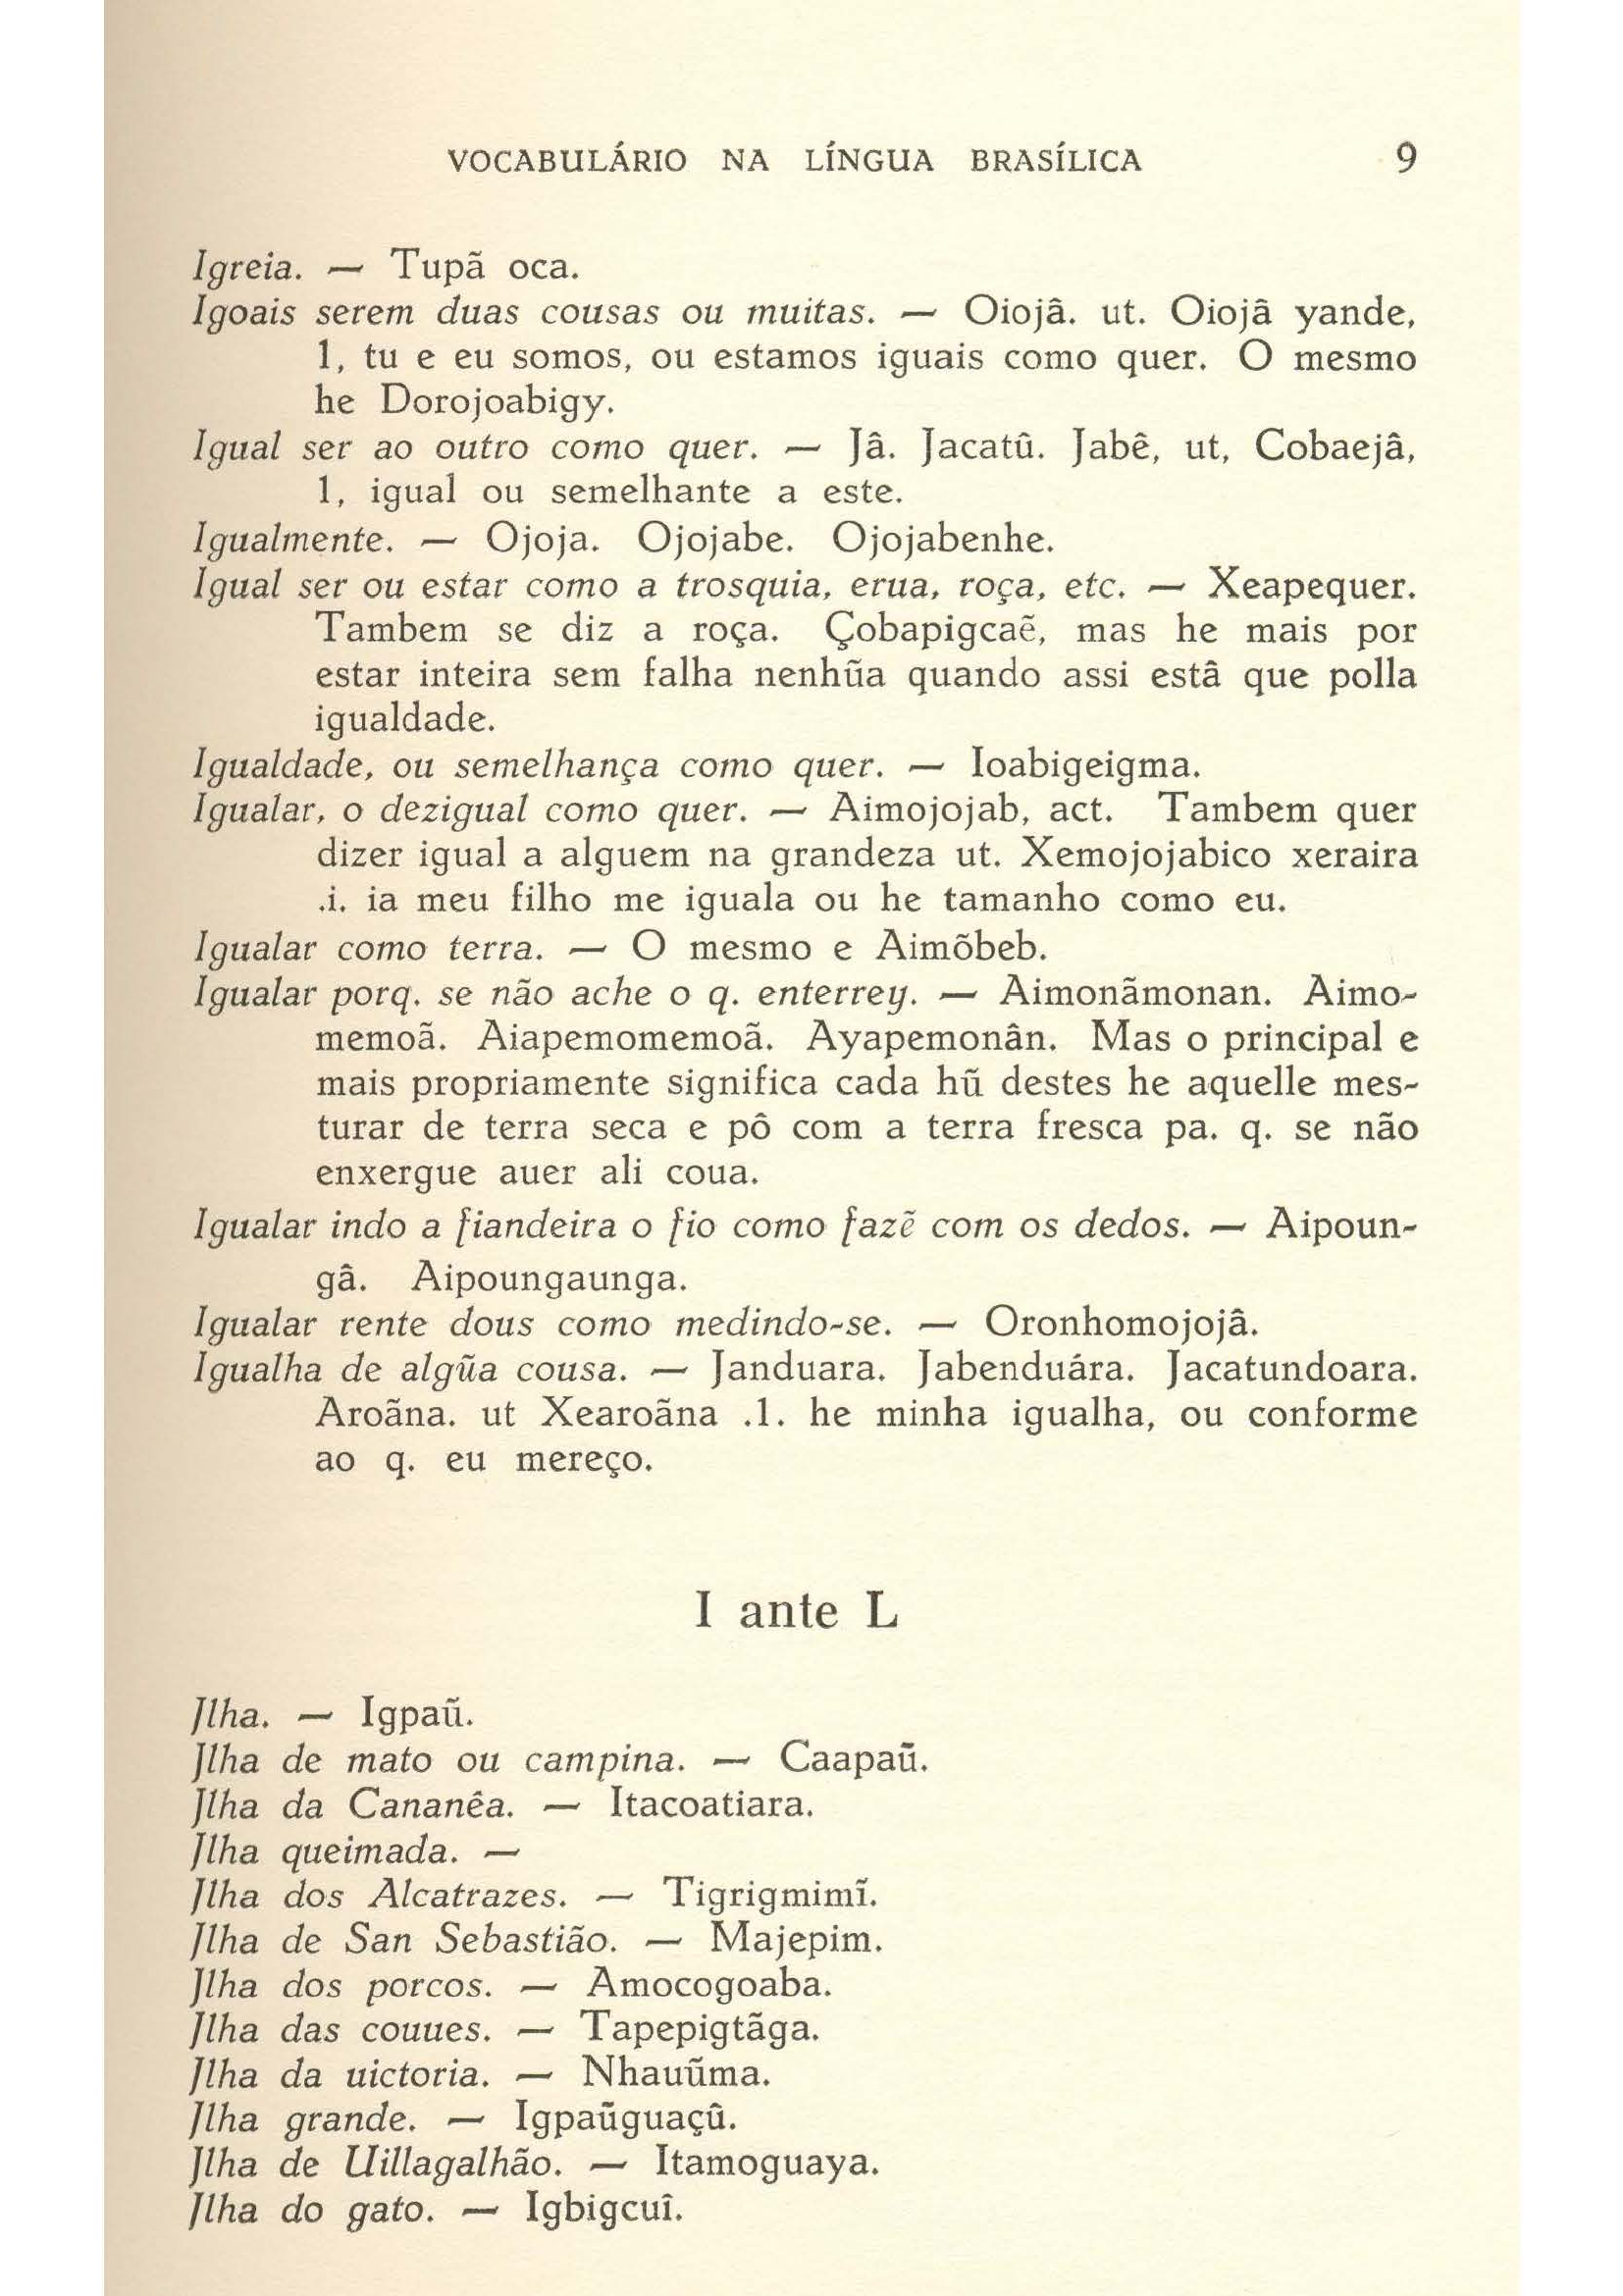 VOCABULÁRIO NA LÍNGUA BRASÍLICA 9
Igreia. — Tupã oca.
Igoais serem duas cousas ou muitas. — Oiojâ. ut. Oiojâ yande,
1, tu e eu somos, ou estamos iguais como quer. O mesmo
he Dorojoabigy.
Igual ser ao outro como quer. — Jâ. Jacatû. Jabê, ut, Cobaejâ,
1, igual ou semelhante a este.
Igualmente. — Ojoja. Ojojabe. Ojojabenhe.
Igual ser ou estar como a trosquia, erua, roça, etc. — Xeapequer.
Tambem se diz a roça. Çobapigcaẽ, mas he mais por
estar inteira sem falha nenhũa quando assi estâ que polla
igualdade.
Igualdade, ou semelhança como quer. — Ioabigeigma.
Igualar, o dezigual como quer. — Aimojojab, act. Tambem quer
dizer igual a alguem na grandeza ut. Xemojojabico xeraira
.i. ia meu filho me iguala ou he tamanho como eu.
Igualar como terra. — O mesmo e Aimõbeb.
Igualar porq. se não ache o q. enterrey. — Aimonãmonan. Aimo-
memoã. Aiapemomemoã. Ayapemonân. Mas o principal e
mais propriamente significa cada hũ destes he aquelle mes-
turar de terra seca e pô com a terra fresca pa. q. se não
enxergue auer ali coua.
Igualar indo a fiandeira o fio como fazẽ com os dedos. — Aipoun-
gâ. Aipoungaunga.
Igualar rente dous como medindo-se. — Oronhomojojâ.
Igualha de algũa cousa. — Janduara. Jabenduára. Jacatundoara.
Aroãna. ut Xearoãna .1. he minha igualha, ou conforme
ao q. eu mereço.
I ante L
Jlha. — Igpaũ.
Jlha de mato ou campina. — Caapaũ.
Jlha da Cananêa. — Itacoatiara.
Jlha queimada. —
Jlha dos Alcatrazes. — Tigrigmimĩ.
Jlha de San Sebastião. — Majepim.
Jlha dos porcos. — Amocogoaba.
Jlha das couues. — Tapepigtãga.
Jlha da uictoria. — Nhauũma.
Jlha grande. — Igpaũguaçû.
Jlha de Uillagalhão. — Itamoguaya.
Jlha do gato. — Igbigcuî.